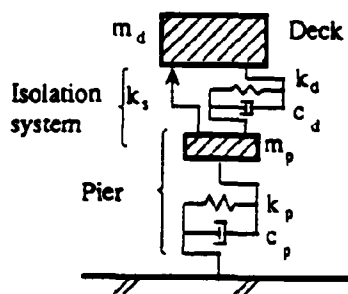 m_d Deck
k_s k_d
Isolation system
c_d
m_p
Pier
k_p
c_p